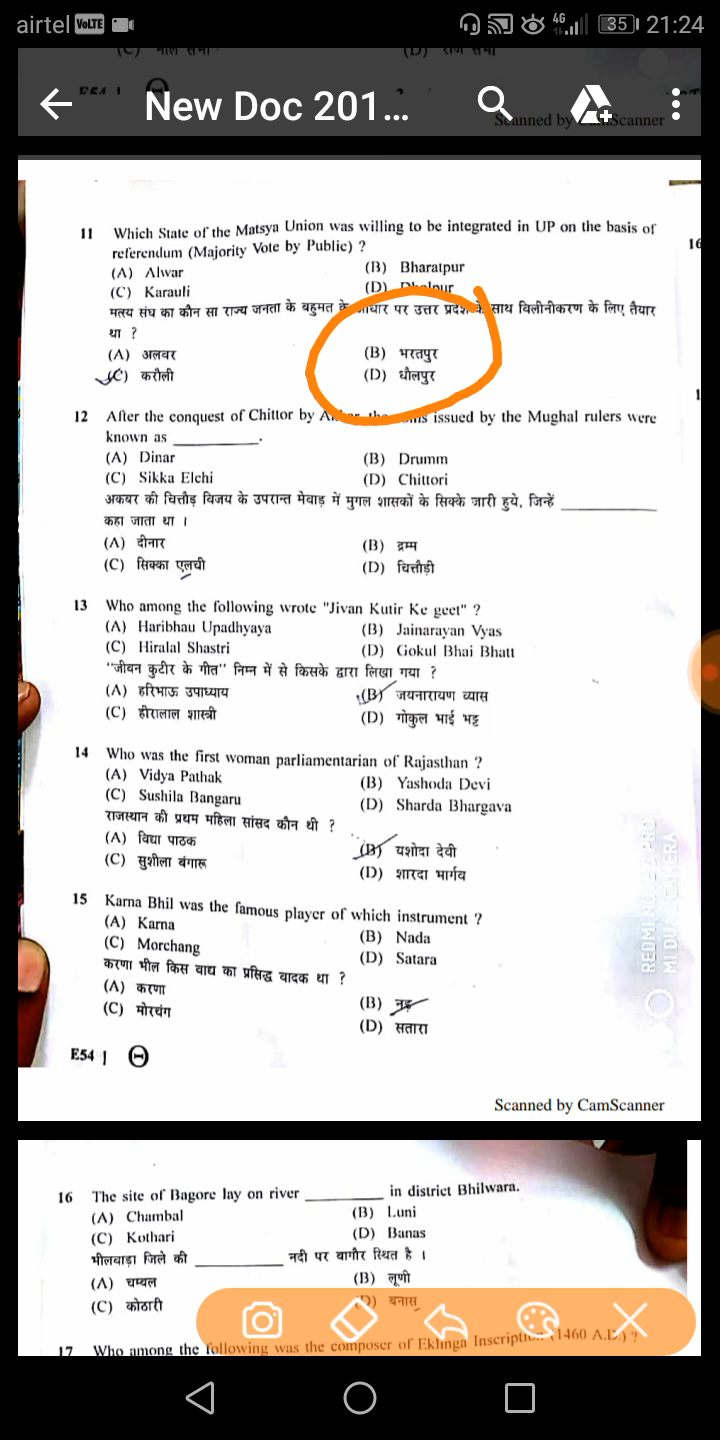 airtel VoLTE 4G 35 21:24
New Doc 201...
Scanned by CamScanner
11 Which State of the Matsya Union was willing to be integrated in UP on the basis of
referendum (Majority Vote by Public) ?
(A) Alwar (B) Bharatpur
(C) Karauli (D) Dholpur
मत्स्य संघ का कौन सा राज्य जनता के बहुमत के आधार पर उत्तर प्रदेश के साथ विलीनीकरण के लिए तैयार
था ?
(A) अलवर (B) भरतपुर
(C) करौली (D) धौलपुर
12 After the conquest of Chittor by issued by the Mughal rulers were
known as __________.
(A) Dinar (B) Drumm
(C) Sikka Elchi (D) Chittori
अकबर की चित्तौड़ विजय के उपरान्त मेवाड़ में मुगल शासकों के सिक्के जारी हुये, जिन्हें __________
कहा जाता था ।
(A) दीनार (B) द्रम्म
(C) सिक्का एलची (D) चित्तौड़ी
13 Who among the following wrote "Jivan Kutir Ke geet" ?
(A) Haribhau Upadhyaya (B) Jainarayan Vyas
(C) Hiralal Shastri (D) Gokul Bhai Bhatt
"जीवन कुटीर के गीत" निम्न में से किसके द्वारा लिखा गया ?
(A) हरिभाऊ उपाध्याय (B) जयनारायण व्यास
(C) हीरालाल शास्त्री (D) गोकुल भाई भट्ट
14 Who was the first woman parliamentarian of Rajasthan ?
(A) Vidya Pathak (B) Yashoda Devi
(C) Sushila Bangaru (D) Sharda Bhargava
राजस्थान की प्रथम महिला सांसद कौन थी ?
(A) विद्या पाठक (B) यशोदा देवी
(C) सुशीला बंगारू (D) शारदा भार्गव
15 Karna Bhil was the famous player of which instrument ?
(A) Karna (B) Nada
(C) Morchang (D) Satara
करणा भील किस वाद्य का प्रसिद्ध वादक था ?
(A) करणा (B) नड़
(C) मोरचंग (D) सतारा
E54 | Θ
Scanned by CamScanner
16 The site of Bagore lay on river __________ in district Bhilwara.
(A) Chambal (B) Luni
(C) Kothari (D) Banas
भीलवाड़ा जिले की __________ नदी पर बागौर स्थित है ।
(A) चम्बल (B) लूणी
(C) कोठारी (D) बनास
17 Who among the following was the composer of Eklinga Inscription (1460 A.D.) ?